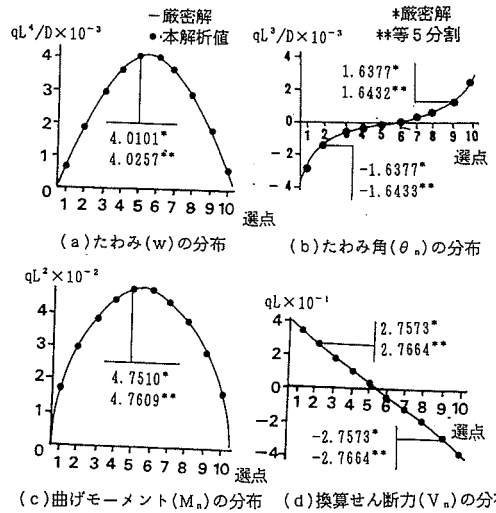 qL⁴/D×10⁻³
—厳密解
●本解析値
4
3
2
1
0
4.0101*
4.0257**
1 2 3 4 5 6 7 8 9 10
選点
(a)たわみ(w)の分布
qL³/D×10⁻³
*厳密解
**等5分割
4
2
0
−2
−4
1.6377*
1.6432**
1 2 3 4 5 6 7 8 9 10
選点
−1.6377*
−1.6433**
(b)たわみ角(θₙ)の分布
qL²×10⁻²
4
3
2
1
0
4.7510*
4.7609**
1 2 3 4 5 6 7 8 9 10
選点
(c)曲げモーメント(Mₙ)の分布
qL×10⁻¹
4
2
0
−2
−4
2.7573*
2.7664**
1 2 3 4 5 6 7 8 9 10
選点
−2.7573*
−2.7664**
(d)換算せん断力(Vₙ)の分